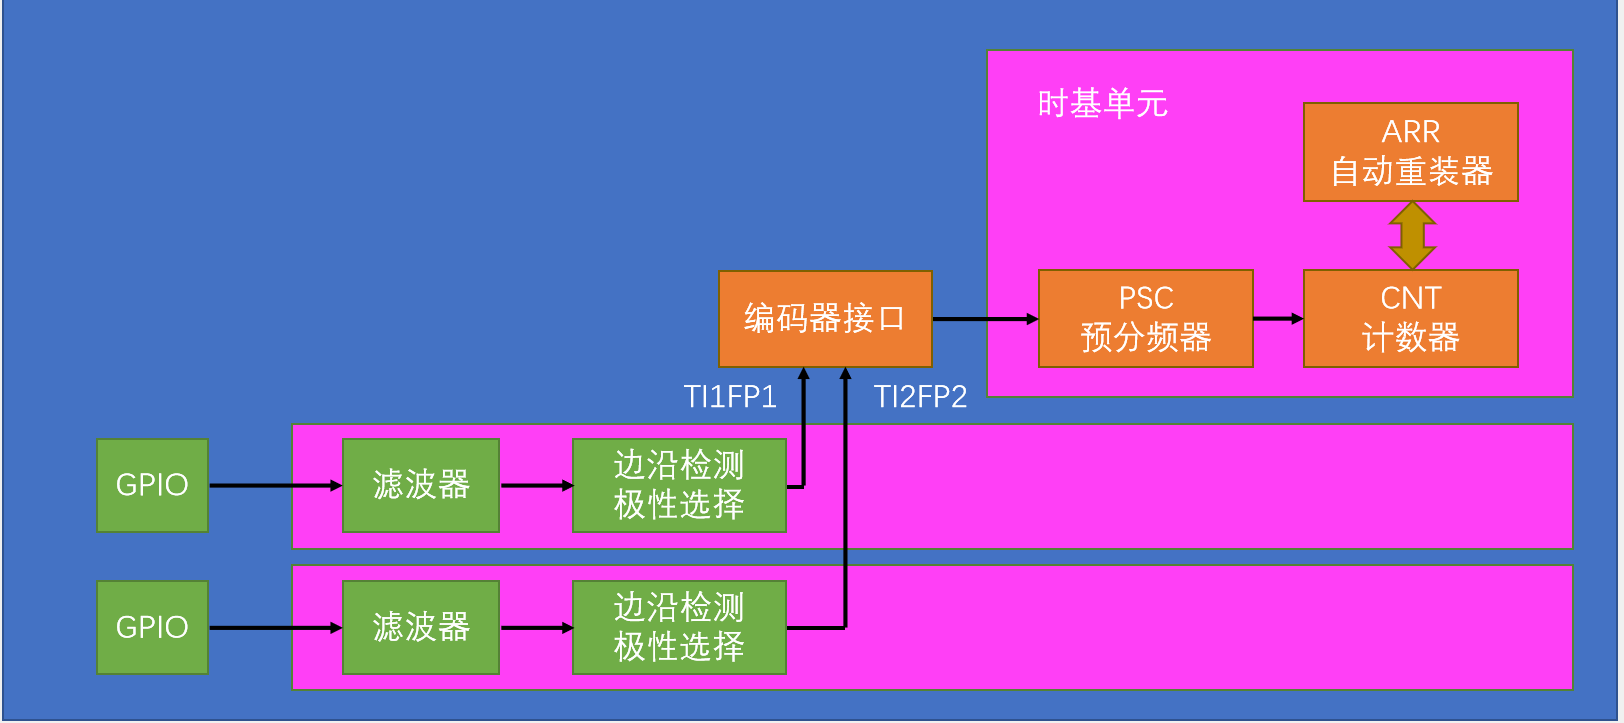 时基单元
ARR
自动重装器
编码器接口
PSC
预分频器
CNT
计数器
TI1FP1
TI2FP2
GPIO
滤波器
边沿检测
极性选择
GPIO
滤波器
边沿检测
极性选择